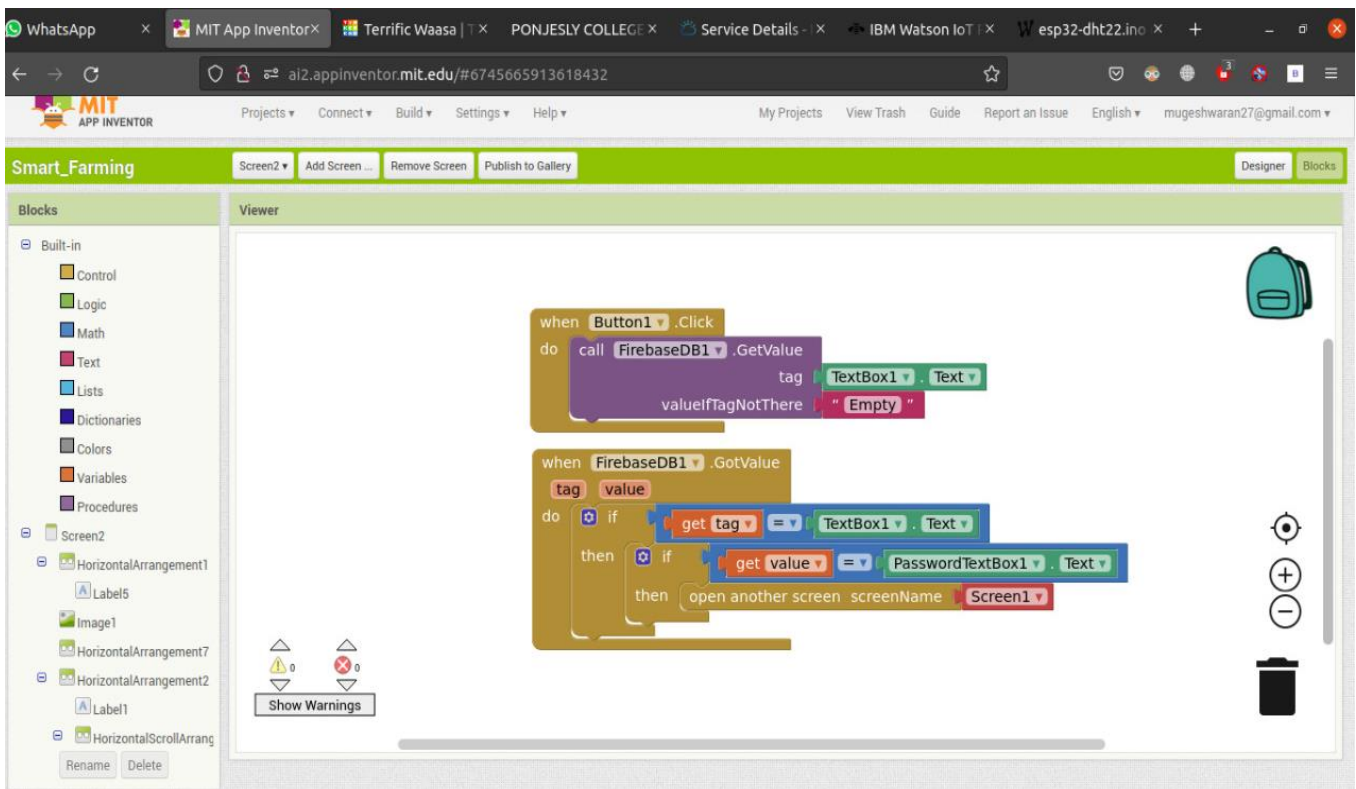 WhatsApp MIT App Inventor Terrific Waasa | T PONJESLY COLLEGE Service Details - I IBM Watson IoT esp32-dht22.ino
ai2.appinventor.mit.edu/#6745665913618432
3
B
MIT
APP INVENTOR
Projects Connect Build Settings Help My Projects View Trash Guide Report an Issue English mugeshwaran27@gmail.com
Smart_Farming Screen2 Add Screen ... Remove Screen Publish to Gallery Designer Blocks
Blocks Viewer
Built-in
Control
Logic
Math
Text
Lists
Dictionaries
Colors
Variables
Procedures
Screen2
HorizontalArrangement1
Label5
Image1
HorizontalArrangement7
HorizontalArrangement2
Label1
HorizontalScrollArrang
Rename Delete
when Button1 .Click
do call FirebaseDB1 .GetValue
tag TextBox1 . Text
valueIfTagNotThere " Empty "
when FirebaseDB1 .GotValue
tag value
do if get tag = TextBox1 . Text
then if get value = PasswordTextBox1 . Text
then open another screen screenName Screen1
0 0
Show Warnings